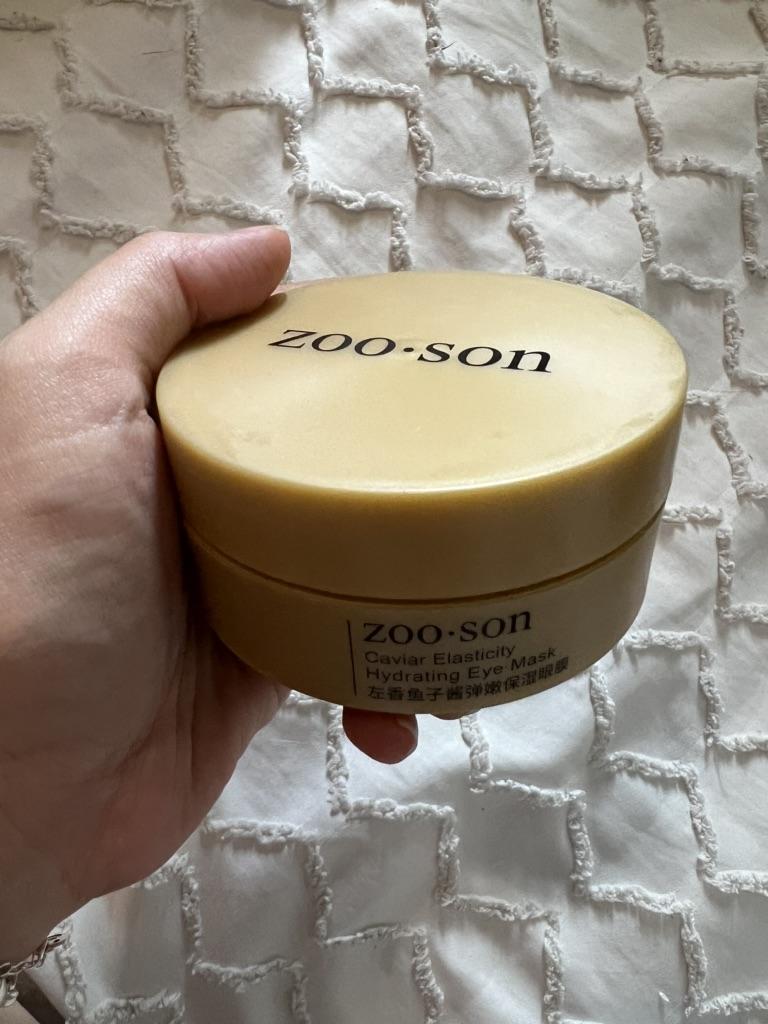 zoo·son
zoo·son
Caviar Elasticity
Hydrating Eye Mask
左香鱼子酱弹嫩保湿眼膜